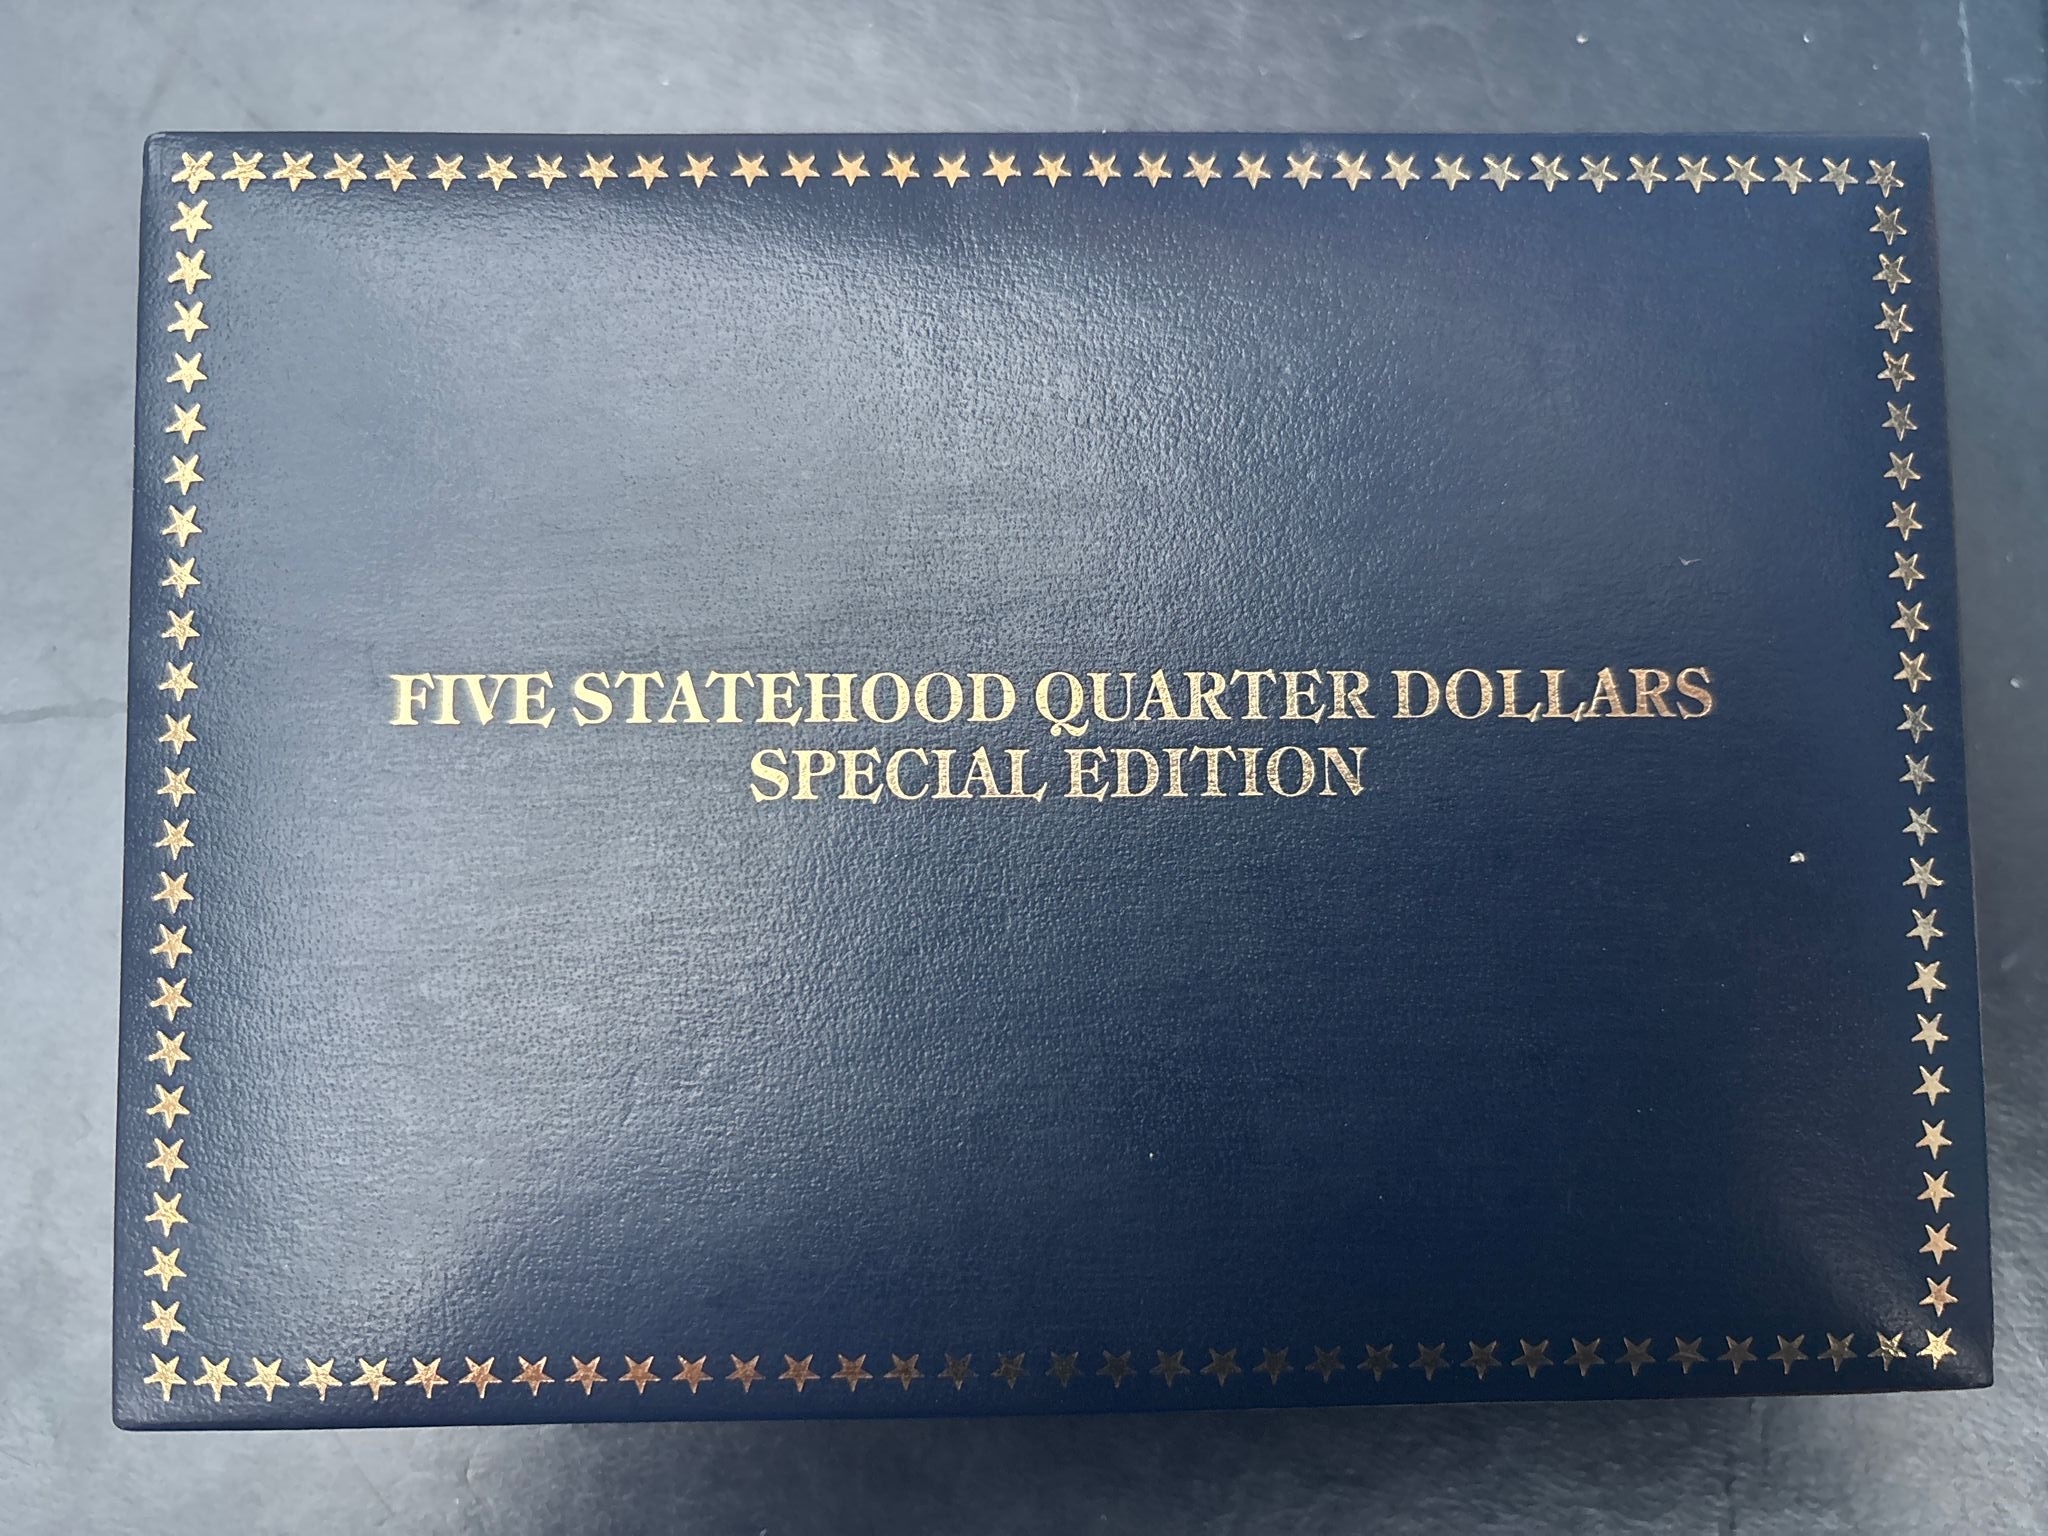 FIVE STATEHOOD QUARTER DOLLARS
SPECIAL EDITION